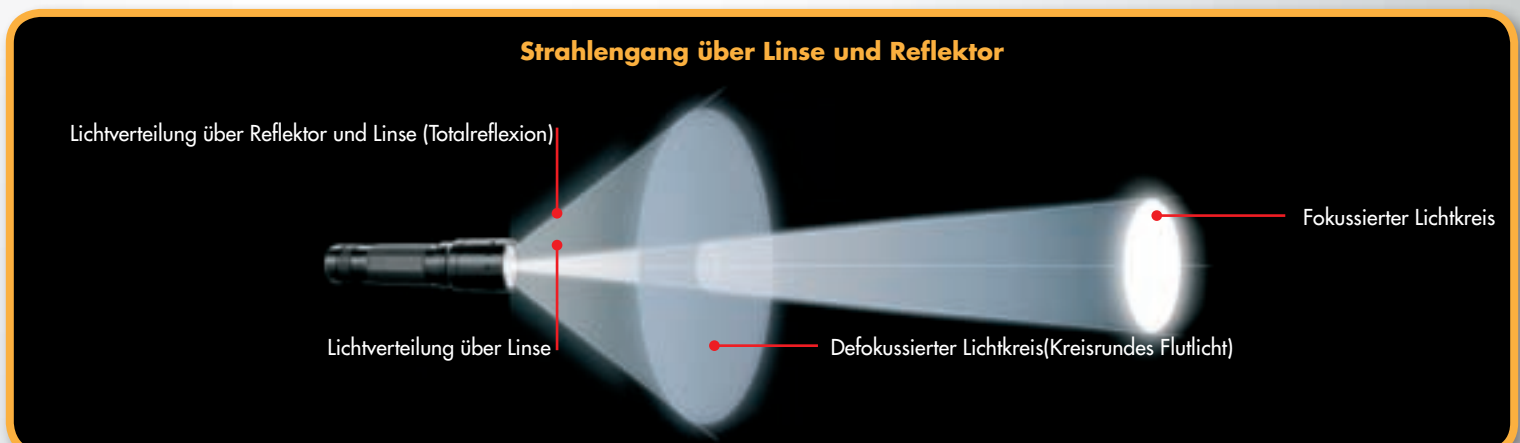 Strahlengang über Linse und Reflektor
Lichtverteilung über Reflektor und Linse (Totalreflexion)
Fokussierter Lichtkreis
Lichtverteilung über Linse
Defokussierter Lichtkreis(Kreisrundes Flutlicht)